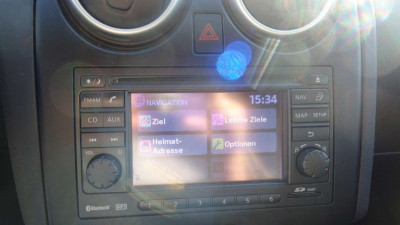 NAVIGATION 15:34
FM·AM
NAV
Ziel
Letzte Ziele
CD AUX
MAP SETUP
Heimat-
Adresse
Optionen
Bluetooth
1 2 3 4 5 6